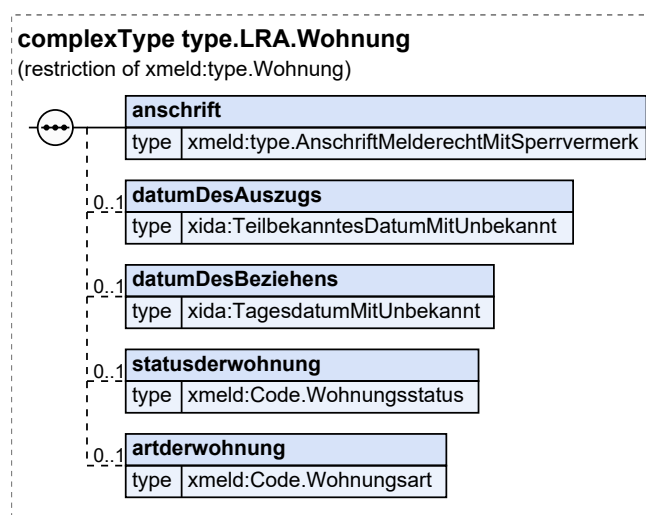 complexType type.LRA.Wohnung
(restriction of xmeld:type.Wohnung)
anschrift
type xmeld:type.AnschriftMelderechtMitSperrvermerk
0..1 datumDesAuszugs
type xida:TeilbekanntesDatumMitUnbekannt
0..1 datumDesBeziehens
type xida:TagesdatumMitUnbekannt
0..1 statusderwohnung
type xmeld:Code.Wohnungsstatus
0..1 artderwohnung
type xmeld:Code.Wohnungsart